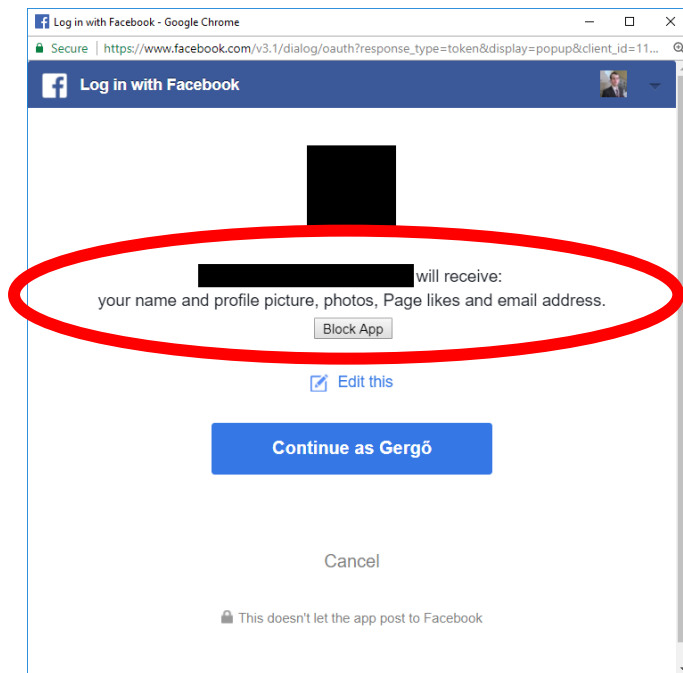 Log in with Facebook - Google Chrome
Secure | https://www.facebook.com/v3.1/dialog/oauth?response_type=token&display=popup&client_id=11...
Log in with Facebook
will receive:
your name and profile picture, photos, Page likes and email address.
Block App
Edit this
Continue as Gergő
Cancel
This doesn't let the app post to Facebook